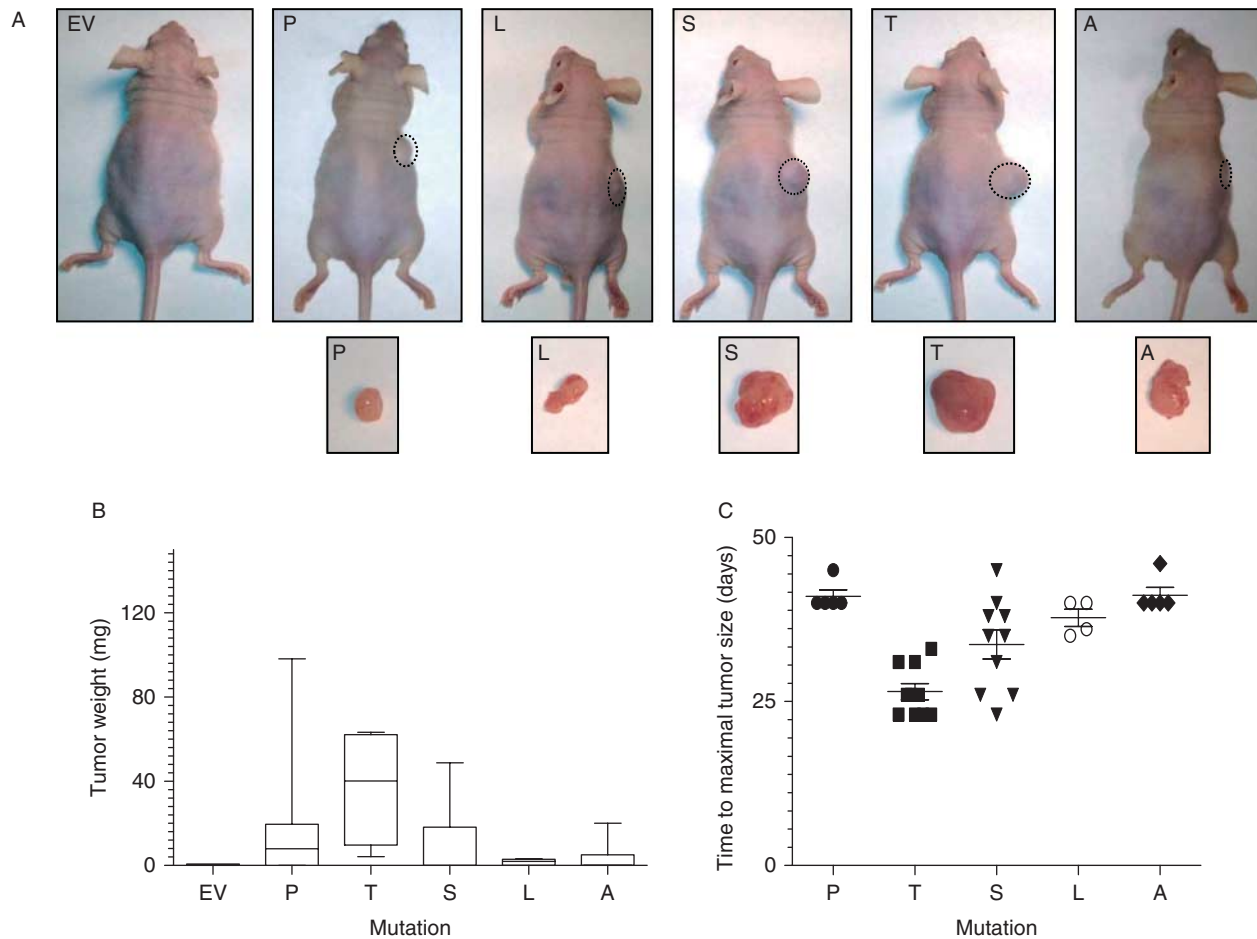 A
EV
P
L
S
T
A
P
L
S
T
A
B
Tumor weight (mg)
120
80
40
0
EV P T S L A
Mutation
C
Time to maximal tumor size (days)
50
25
0
P T S L A
Mutation